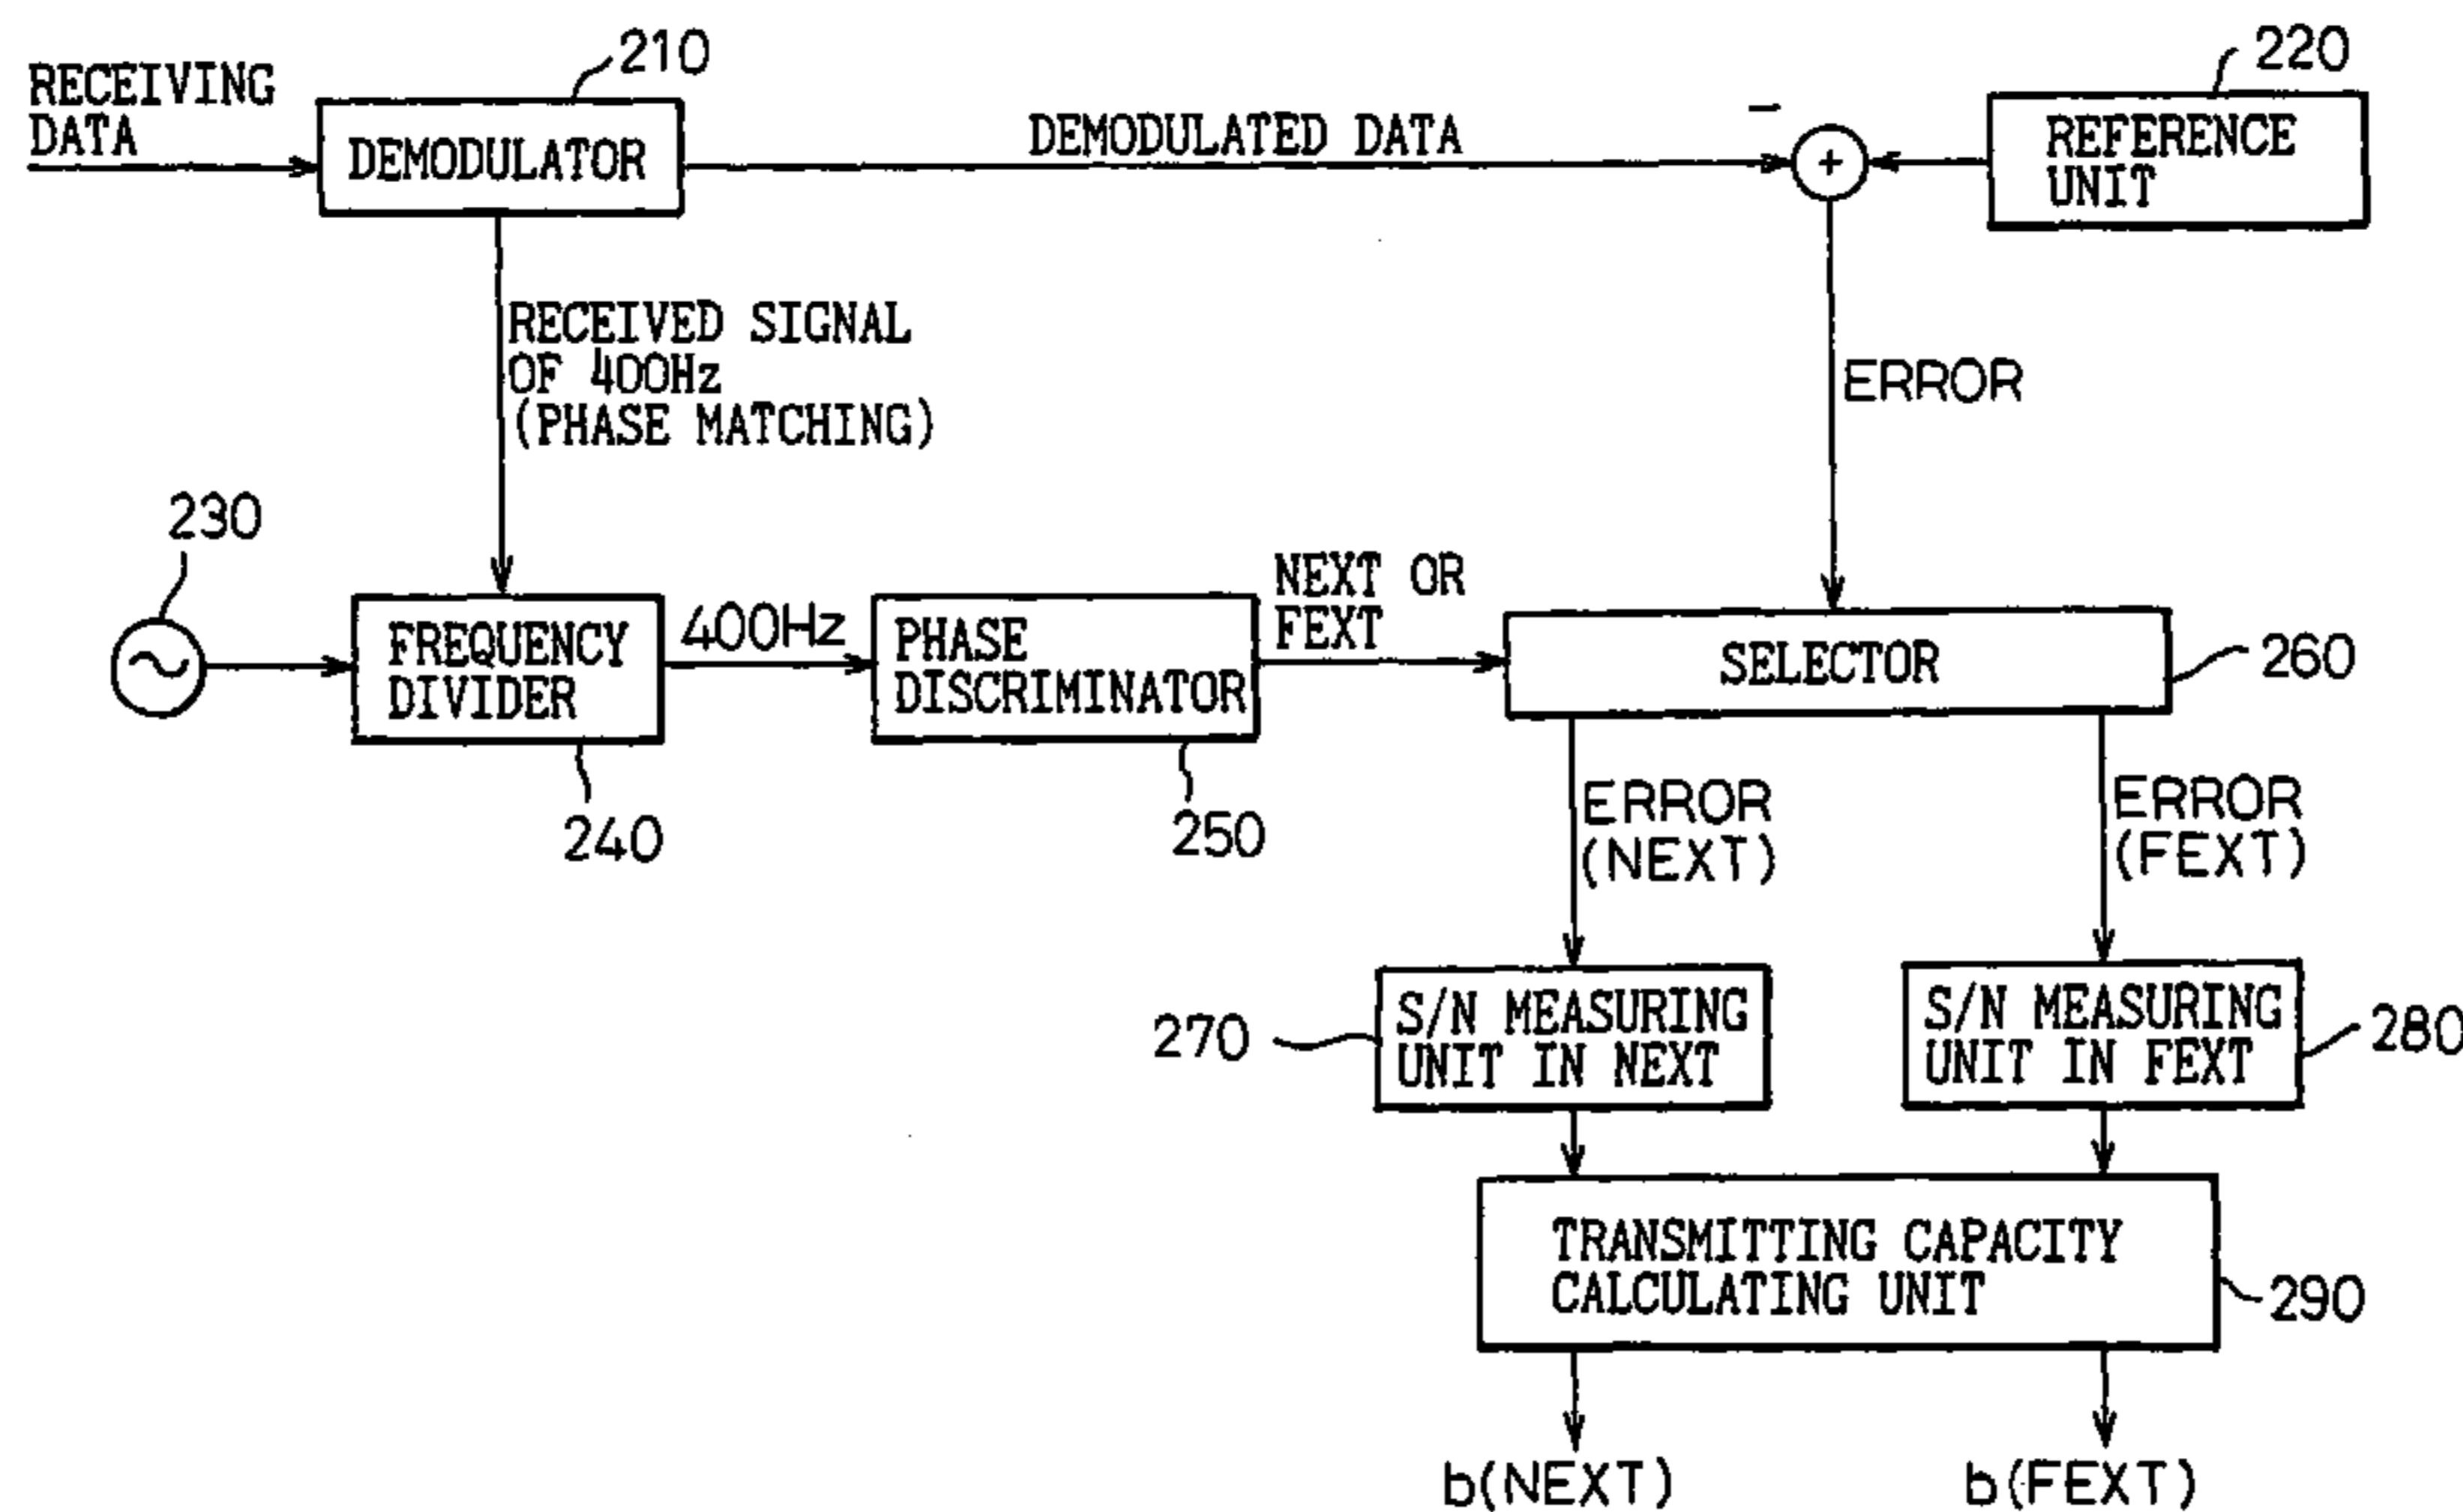 210
220
RECEIVING
DATA
DEMODULATOR
DEMODULATED DATA
−
+
REFERENCE
UNIT
RECEIVED SIGNAL
OF 400Hz
(PHASE MATCHING)
ERROR
230
FREQUENCY
DIVIDER
400Hz
PHASE
DISCRIMINATOR
NEXT OR
FEXT
SELECTOR
260
240
250
ERROR
(NEXT)
ERROR
(FEXT)
270
S/N MEASURING
UNIT IN NEXT
S/N MEASURING
UNIT IN FEXT
280
TRANSMITTING CAPACITY
CALCULATING UNIT
290
b(NEXT)
b(FEXT)